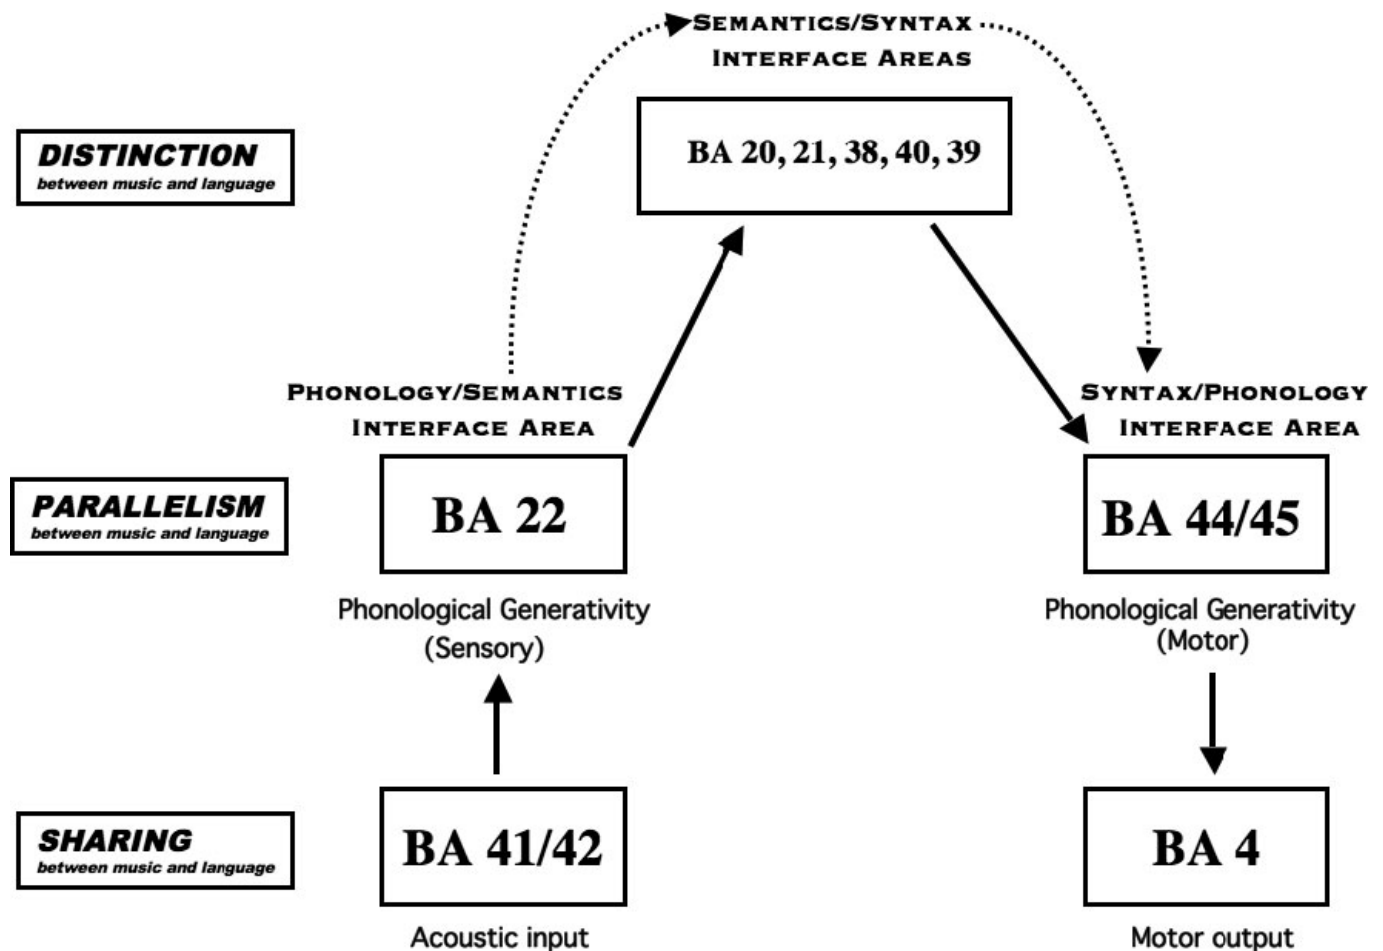 SEMANTICS/SYNTAX
INTERFACE AREAS
DISTINCTION
between music and language
BA 20, 21, 38, 40, 39
PHONOLOGY/SEMANTICS
INTERFACE AREA
SYNTAX/PHONOLOGY
INTERFACE AREA
PARALLELISM
between music and language
BA 22
BA 44/45
Phonological Generativity
(Sensory)
Phonological Generativity
(Motor)
SHARING
between music and language
BA 41/42
BA 4
Acoustic input
Motor output